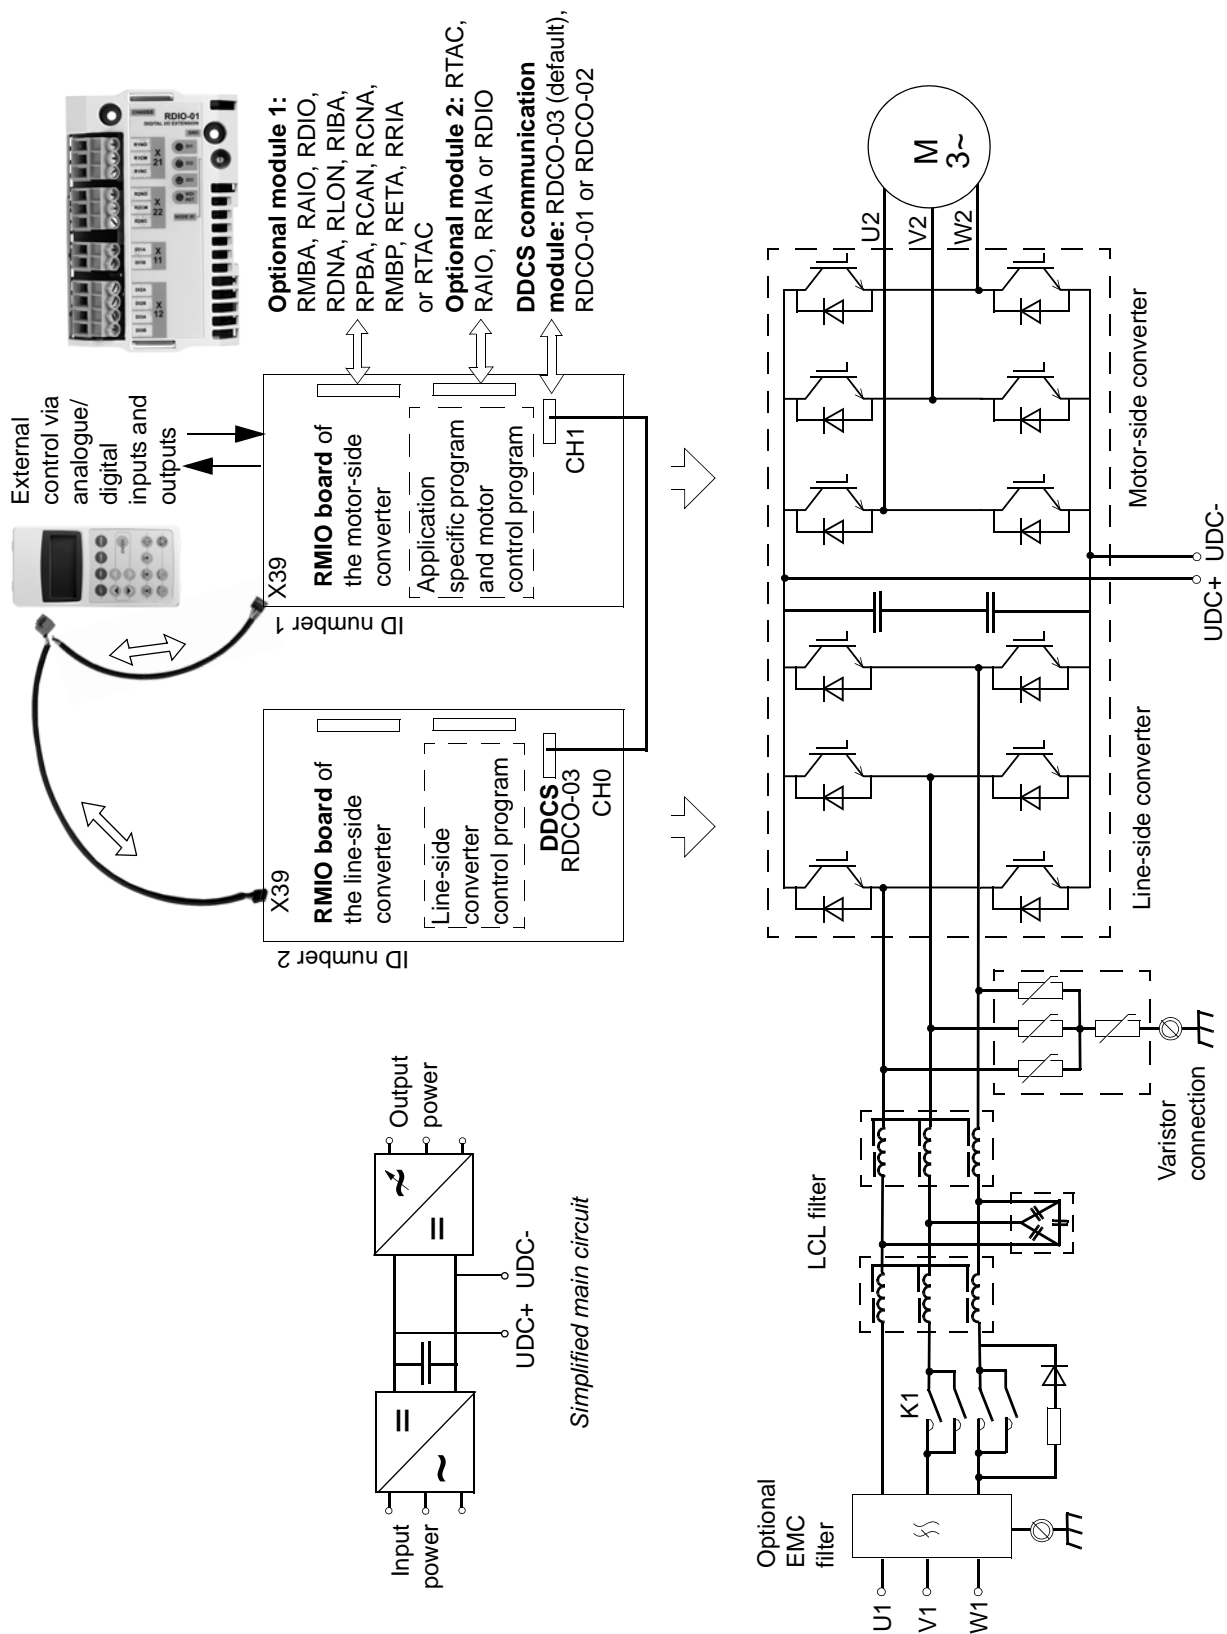 External
control via
analogue/
digital
inputs and
outputs
RDIO-01
DIGITAL I/O EXTENSION
X
21
X
22
X
11
X
12
Optional module 1:
RMBA, RAIO, RDIO,
RDNA, RLON, RIBA,
RPBA, RCAN, RCNA,
RMBP, RETA, RRIA
or RTAC
Optional module 2: RTAC,
RAIO, RRIA or RDIO
DDCS communication
module: RDCO-03 (default),
RDCO-01 or RDCO-02
ID number 2
X39
RMIO board of
the line-side
converter
Line-side
converter
control program
DDCS
RDCO-03
CH0
ID number 1
X39
RMIO board of
the motor-side
converter
Application
specific program
and motor
control program
CH1
Input
power
Output
power
UDC+
UDC-
Simplified main circuit
Optional
EMC
filter
U1
V1
W1
K1
LCL filter
Varistor
connection
Line-side converter
UDC+
UDC-
Motor-side converter
U2
V2
W2
M
3~